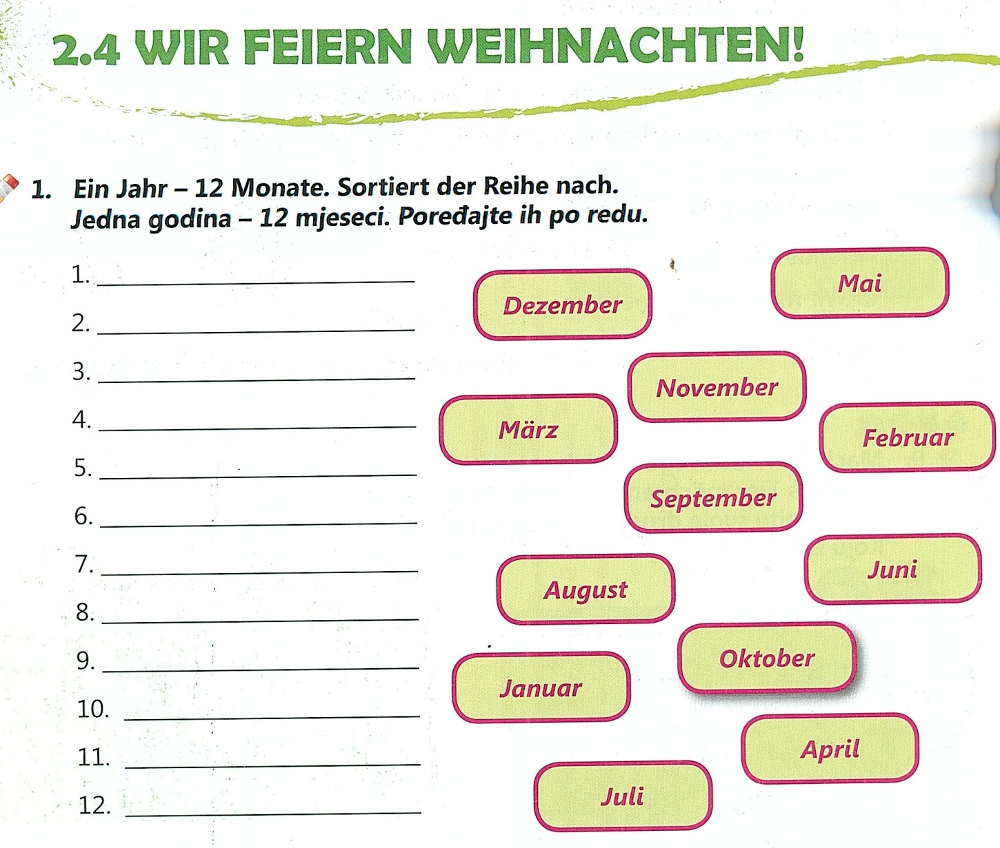 2.4 WIR FEIERN WEIHNACHTEN!
1. Ein Jahr – 12 Monate. Sortiert der Reihe nach.
Jedna godina – 12 mjeseci. Poređajte ih po redu.
1.
2.
3.
4.
5.
6.
7.
8.
9.
10.
11.
12.
Mai
Dezember
November
März
Februar
September
Juni
August
Oktober
Januar
April
Juli